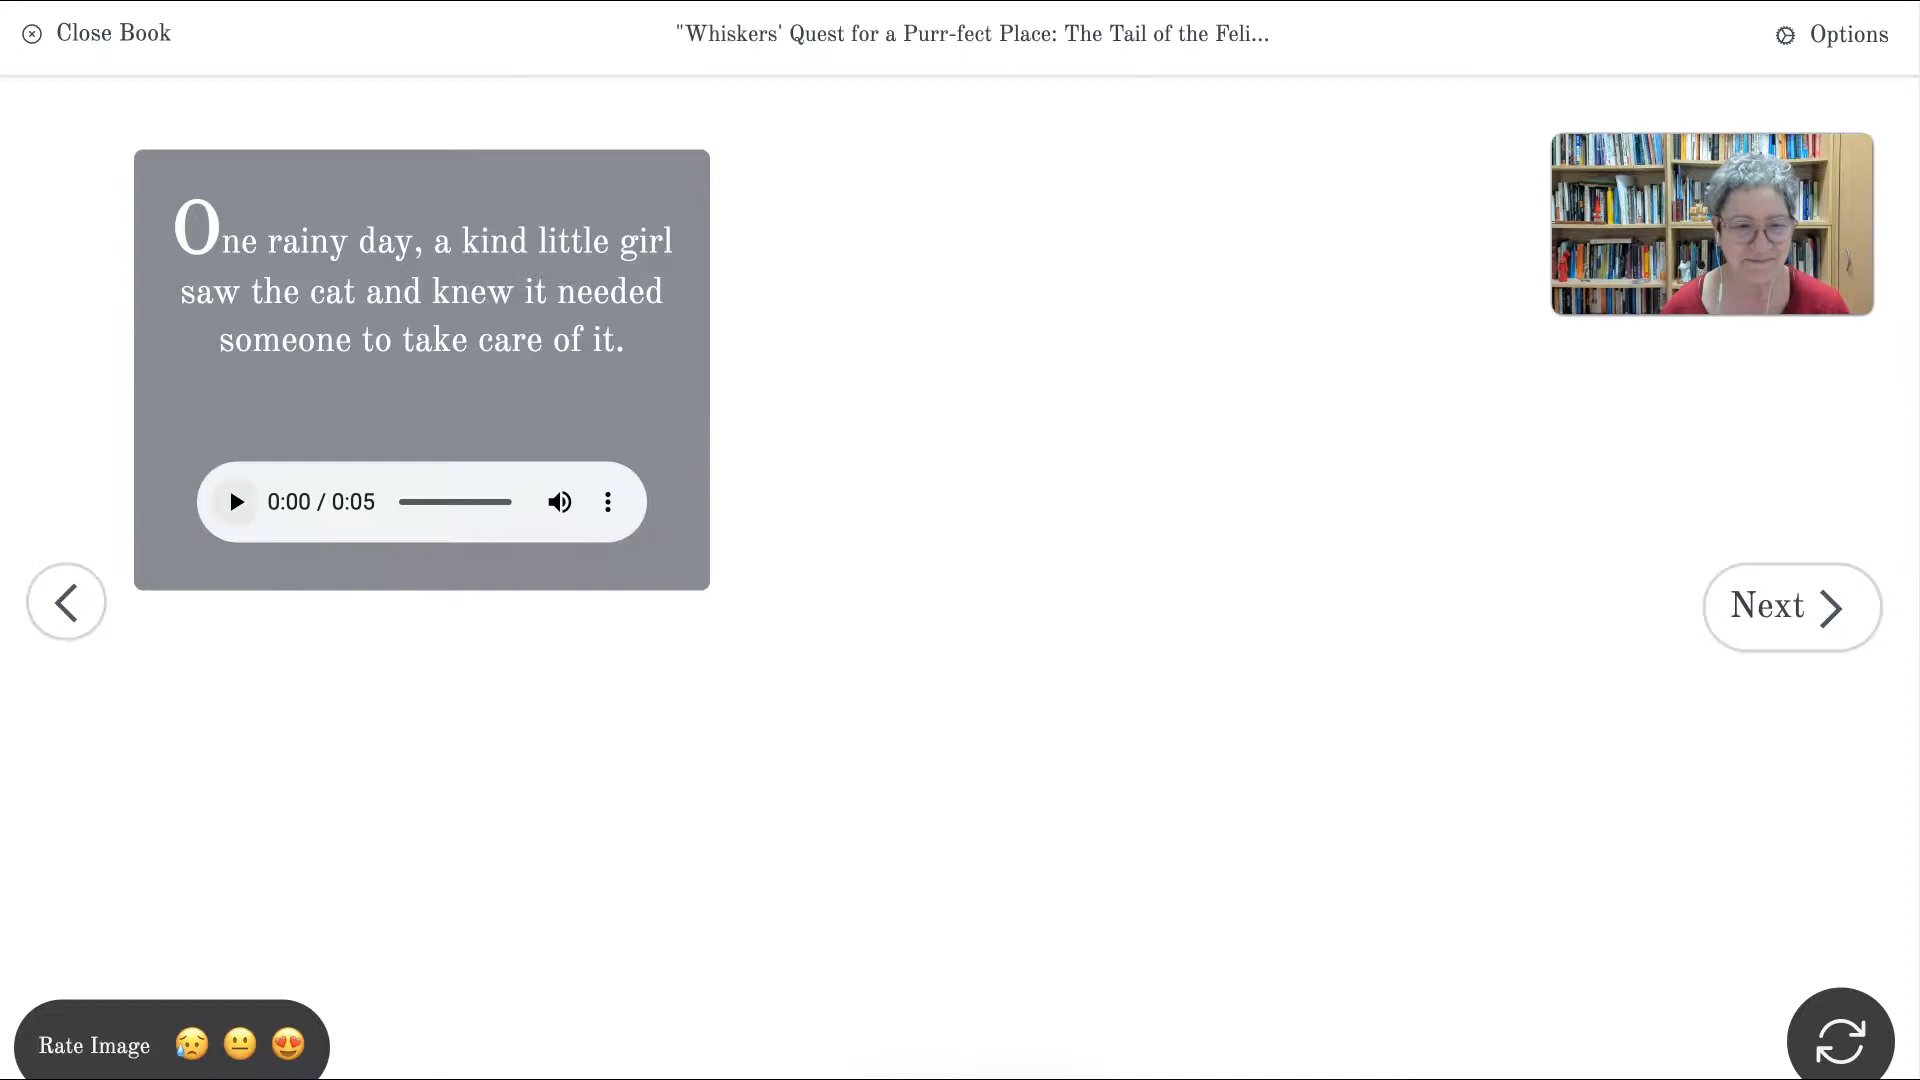 Close Book
"Whiskers' Quest for a Purr-fect Place: The Tail of the Feli...
Options
One rainy day, a kind little girl
saw the cat and knew it needed
someone to take care of it.
0:00 / 0:05
Next
Rate Image